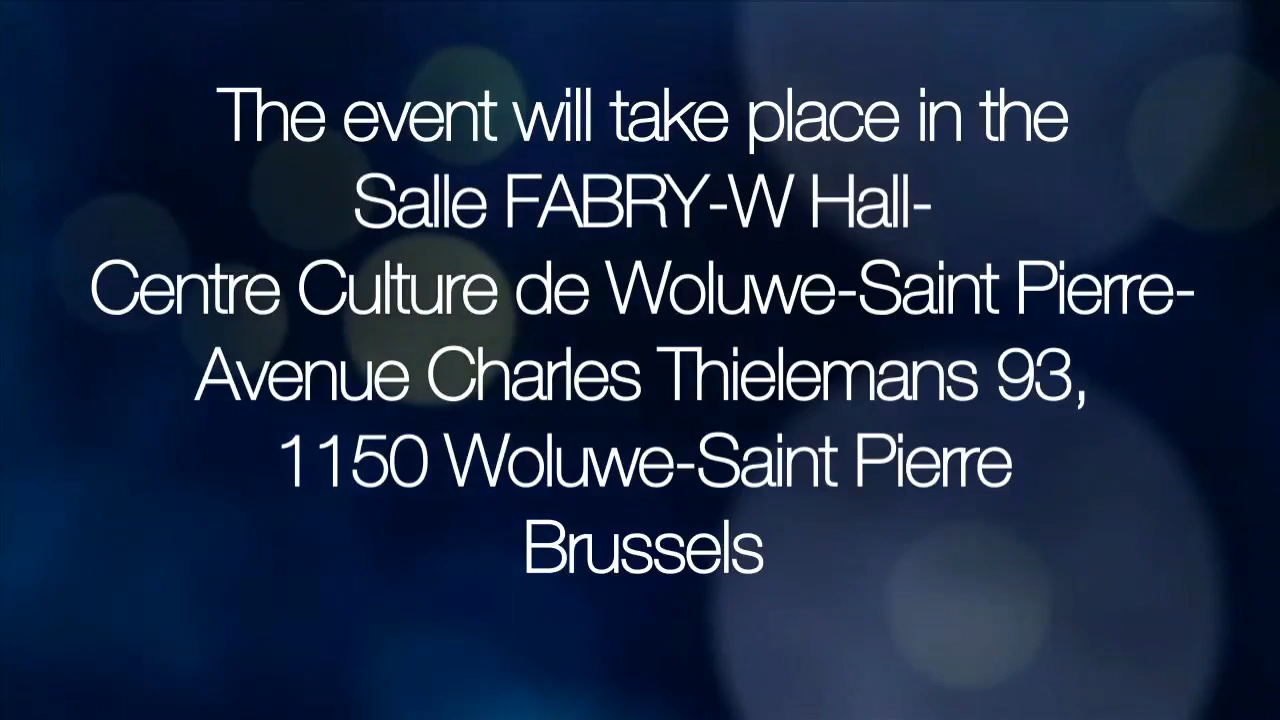 The event will take place in the
Salle FABRY-W Hall-
Centre Culture de Woluwe-Saint Pierre-
Avenue Charles Thielemans 93,
1150 Woluwe-Saint Pierre
Brussels